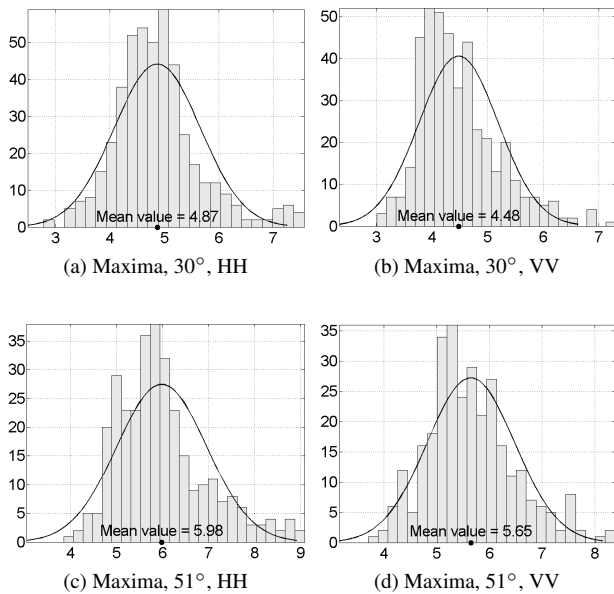 50
40
30
20
10
0
Mean value = 4.87
3 4 5 6 7
(a) Maxima, 30°, HH
50
40
30
20
10
0
Mean value = 4.48
3 4 5 6 7
(b) Maxima, 30°, VV
35
30
25
20
15
10
5
0
Mean value = 5.98
4 5 6 7 8 9
(c) Maxima, 51°, HH
35
30
25
20
15
10
5
0
Mean value = 5.65
4 5 6 7 8
(d) Maxima, 51°, VV